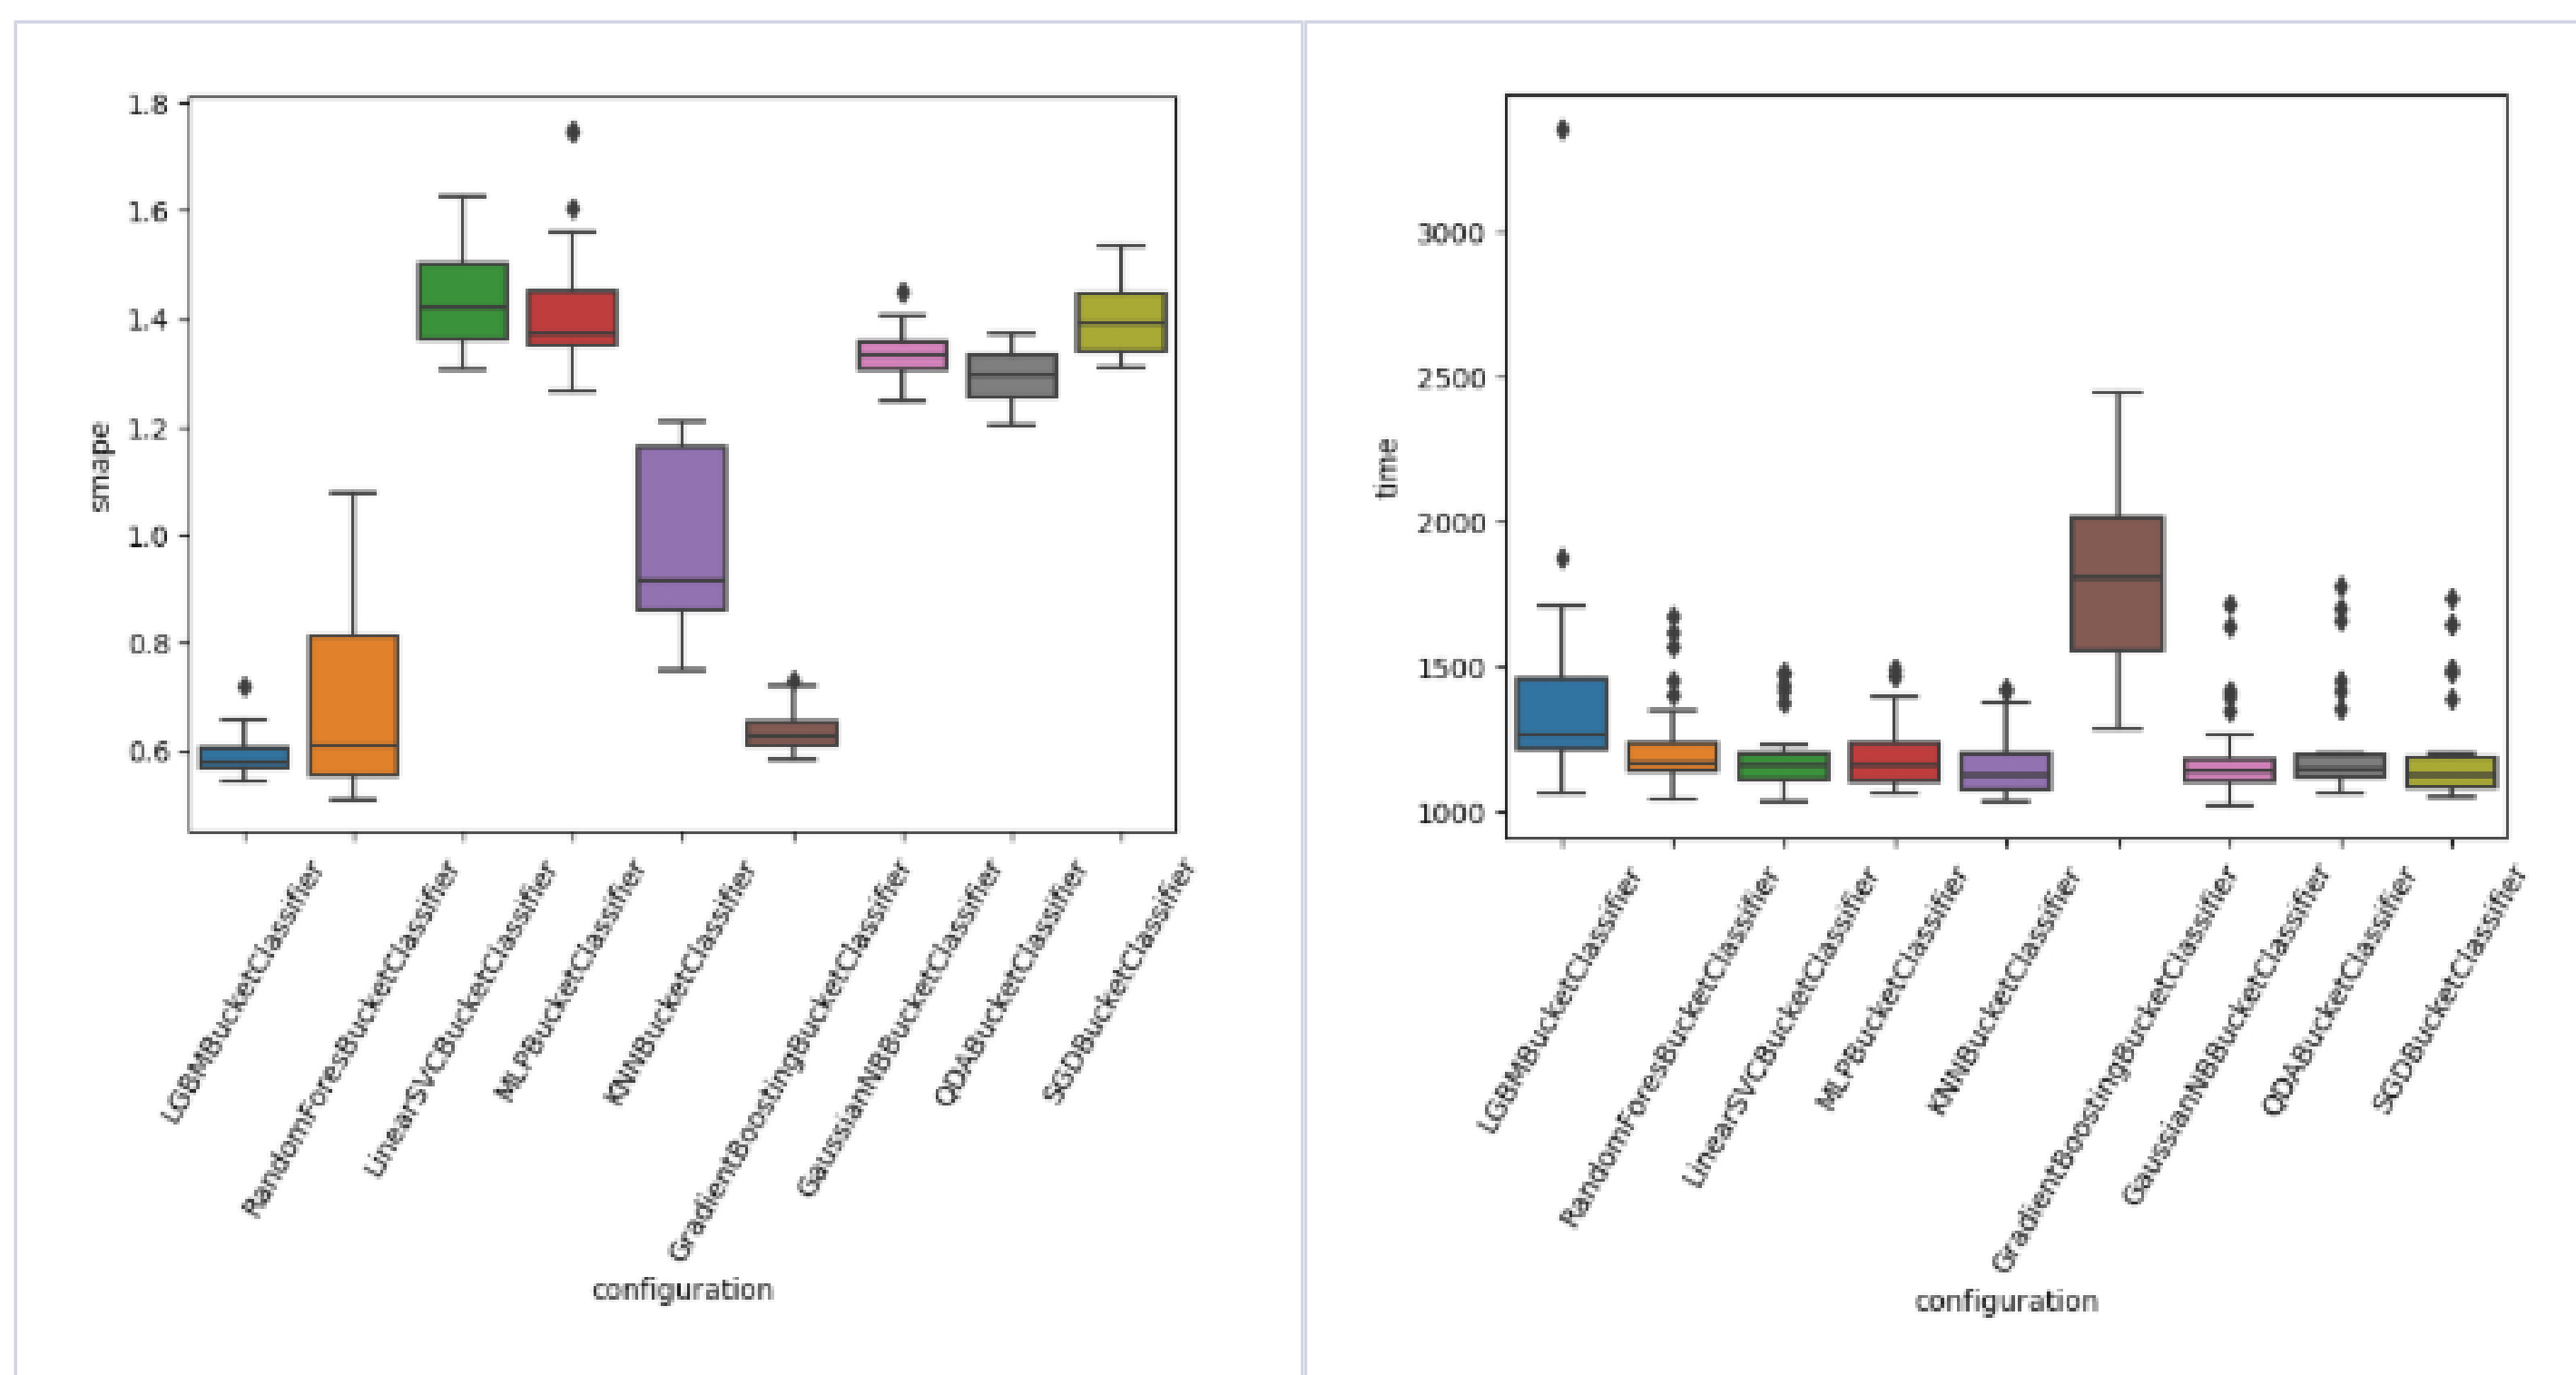 1.8
1.6
1.4
1.2
1.0
0.8
0.6
smape
LGBMBucketClassifier
RandomForesBucketClassifier
LinearSVCBucketClassifier
MLPBucketClassifier
KNNBucketClassifier
GradientBoostingBucketClassifier
GaussianNBBucketClassifier
QDABucketClassifier
SGDBucketClassifier
configuration
3000
2500
2000
1500
1000
time
LGBMBucketClassifier
RandomForesBucketClassifier
LinearSVCBucketClassifier
MLPBucketClassifier
KNNBucketClassifier
GradientBoostingBucketClassifier
GaussianNBBucketClassifier
QDABucketClassifier
SGDBucketClassifier
configuration